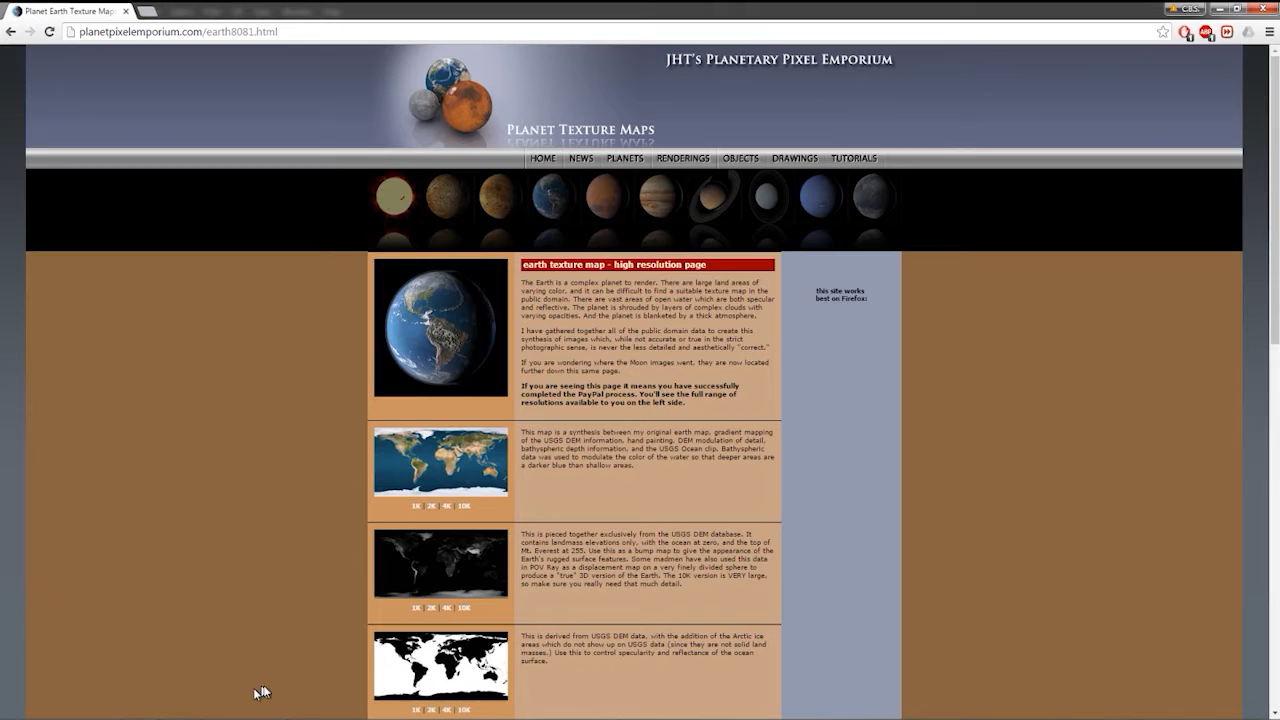 Planet Earth Texture Map
C.B.S.
planetpixelemporium.com/earth8081.html
JHT's Planetary Pixel Emporium
Planet Texture Maps
HOME NEWS PLANETS RENDERINGS OBJECTS DRAWINGS TUTORIALS
earth texture map - high resolution page
The Earth is a complex planet to render. There are large land areas of
varying color, and it can be difficult to find a suitable texture map in the
public domain. There are vast areas of open water which are both specular
and reflective. The planet is shrouded by layers of complex clouds with
varying opacities. And the planet is blanketed by a thick atmosphere.
I have gathered together all of the public domain data to create this
synthesis of images which, while not accurate or true in the strict
photographic sense, is never the less detailed and aesthetically "correct."
If you are wondering where the Moon images went, they are now located
further down this same page.
If you are seeing this page it means you have successfully
completed the PayPal process. You'll see the full range of
resolutions available to you on the left side.
this site works
best on Firefox:
This map is a synthesis between my original earth map, gradient mapping
of the USGS DEM information, hand painting, DEM modulation of detail,
bathyspheric depth information, and the USGS Ocean clip. Bathyspheric
data was used to modulate the color of the water so that deeper areas are
a darker blue than shallow areas.
1K | 2K | 4K | 10K
This is pieced together exclusively from the USGS DEM database. It
contains landmass elevations only, with the ocean at zero, and the top of
Mt. Everest at 255. Use this as a bump map to give the appearance of the
Earth's rugged surface features. Some madmen have also used this data
in POV Ray as a displacement map on a very finely divided sphere to
produce a "true" 3D version of the Earth. The 10K version is VERY large,
so make sure you really need that much detail.
1K | 2K | 4K | 10K
This is derived from USGS DEM data, with the addition of the Arctic ice
areas which do not show up on USGS data (since they are not solid land
masses.) Use this to control specularity and reflectance of the ocean
surface.
1K | 2K | 4K | 10K